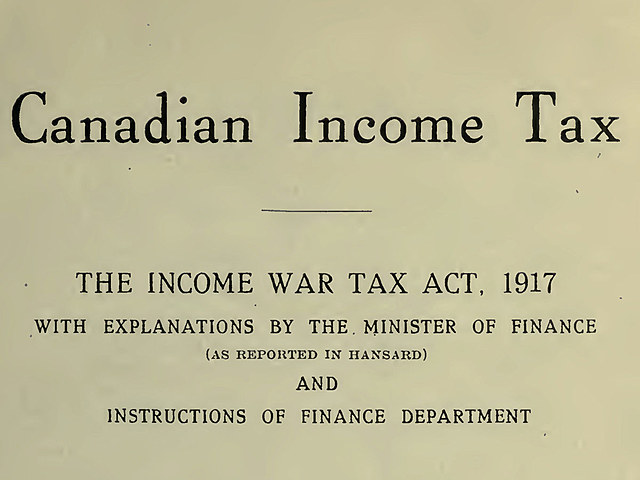 Canadian Income Tax
THE INCOME WAR TAX ACT, 1917
WITH EXPLANATIONS BY THE MINISTER OF FINANCE
(AS REPORTED IN HANSARD)
AND
INSTRUCTIONS OF FINANCE DEPARTMENT